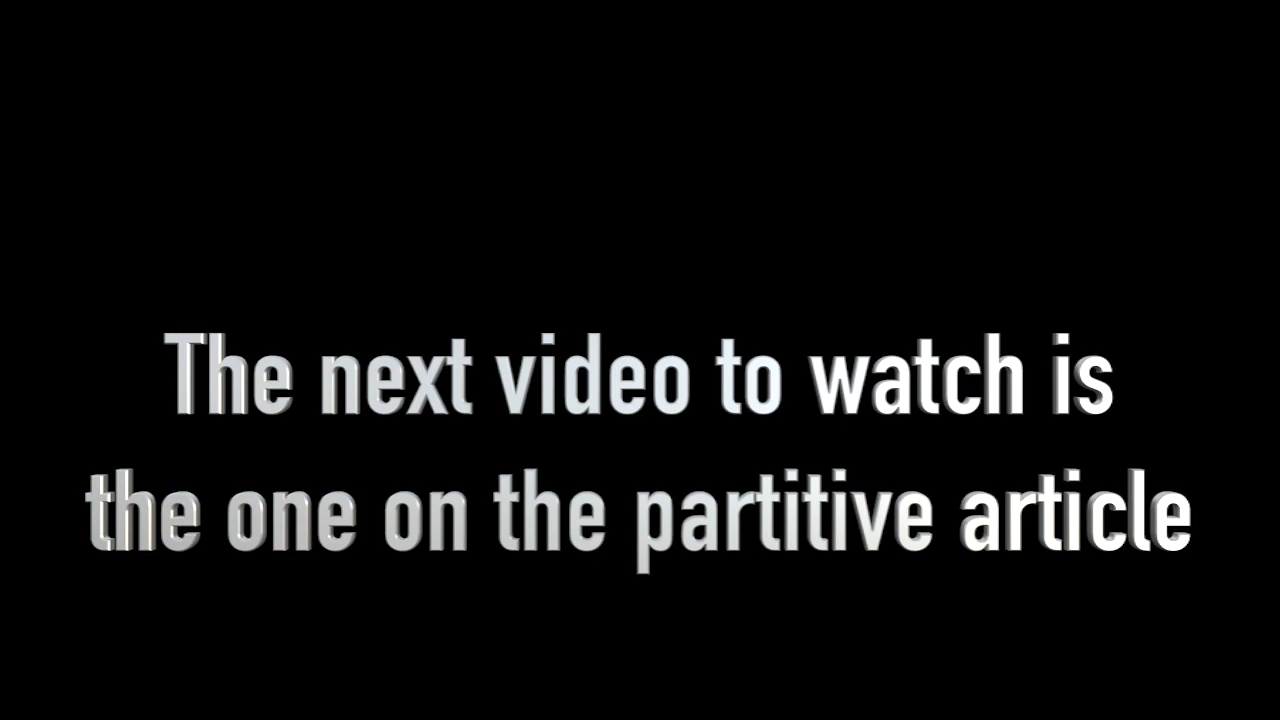 The next video to watch is
the one on the partitive article